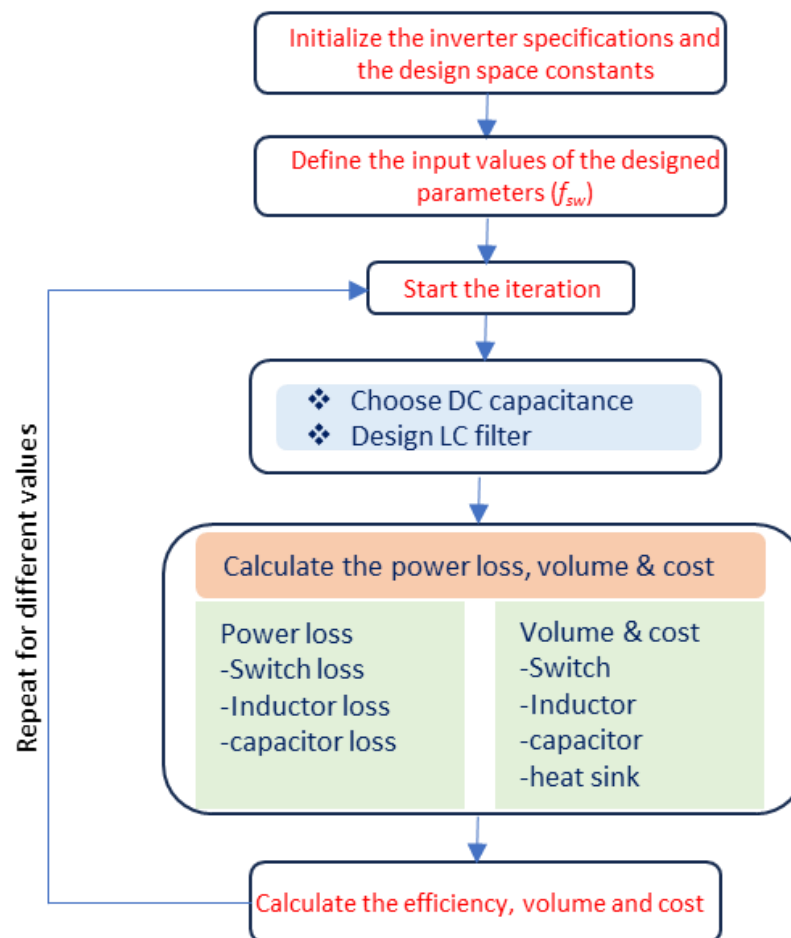 Initialize the inverter specifications and
the design space constants
Define the input values of the designed
parameters (fsw)
Start the iteration
❖ Choose DC capacitance
❖ Design LC filter
Calculate the power loss, volume & cost
Power loss
-Switch loss
-Inductor loss
-capacitor loss
Volume & cost
-Switch
-Inductor
-capacitor
-heat sink
Calculate the efficiency, volume and cost
Repeat for different values